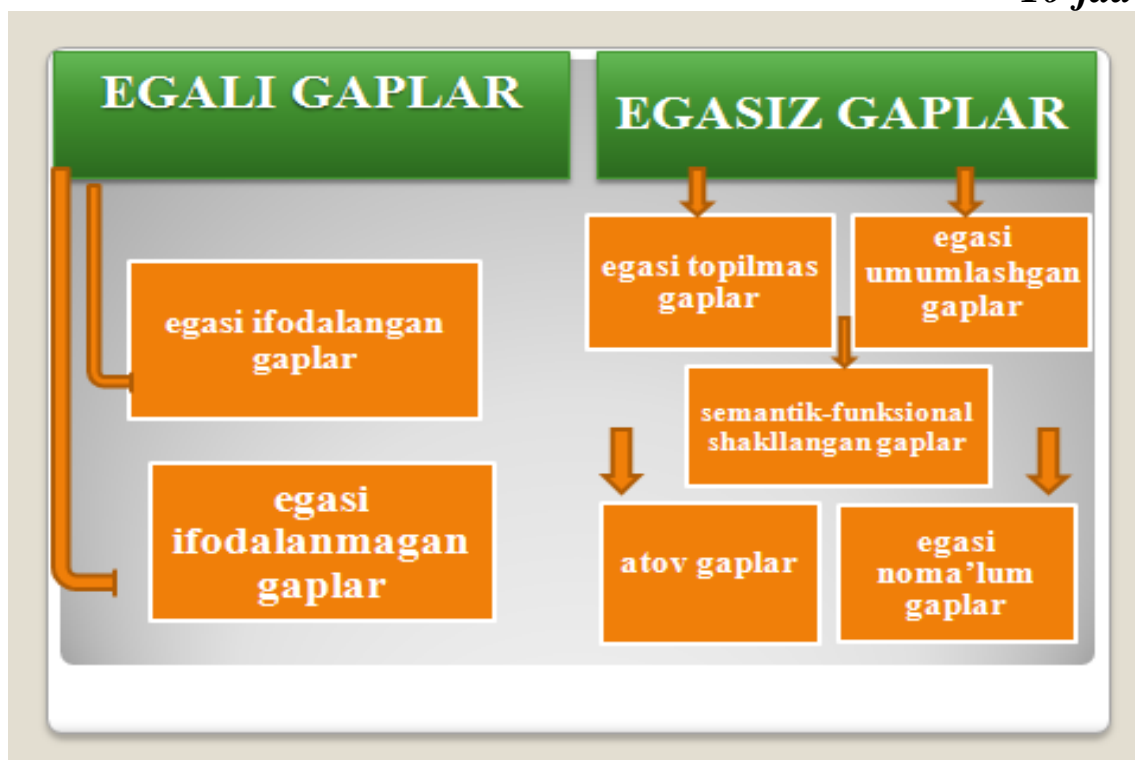 EGALI GAPLAR
egasi ifodalangan
gaplar
egasi
ifodalanmagan
gaplar
EGASIZ GAPLAR
egasi topilmas
gaplar
egasi
umumlashgan
gaplar
semantik-funksional
shakllangan gaplar
atov gaplar
egasi
noma’lum
gaplar